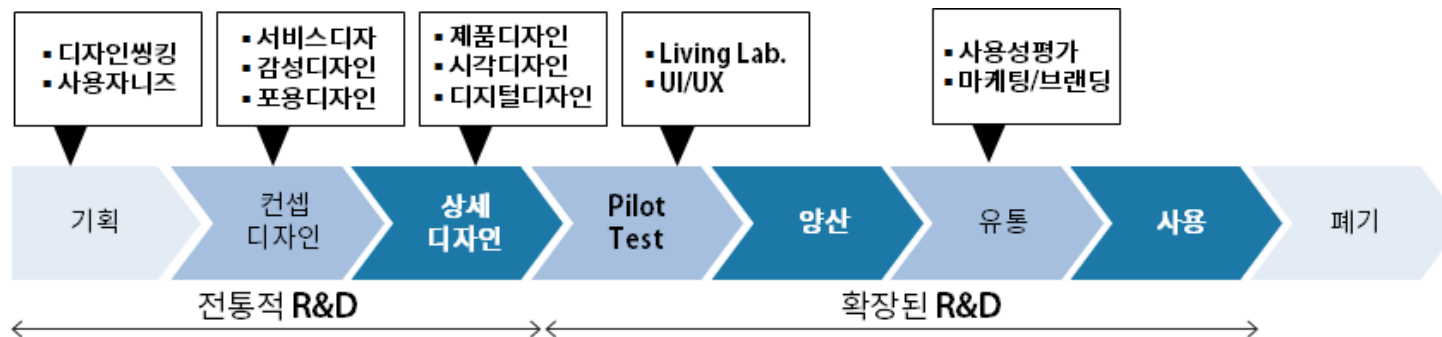 ▪ 디자인씽킹
▪ 사용자니즈
▪ 서비스디자
▪ 감성디자인
▪ 포용디자인
▪ 제품디자인
▪ 시각디자인
▪ 디지털디자인
▪ Living Lab.
▪ UI/UX
▪ 사용성평가
▪ 마케팅/브랜딩
기획
컨셉
디자인
상세
디자인
Pilot
Test
양산
유통
사용
폐기
전통적 R&D
확장된 R&D